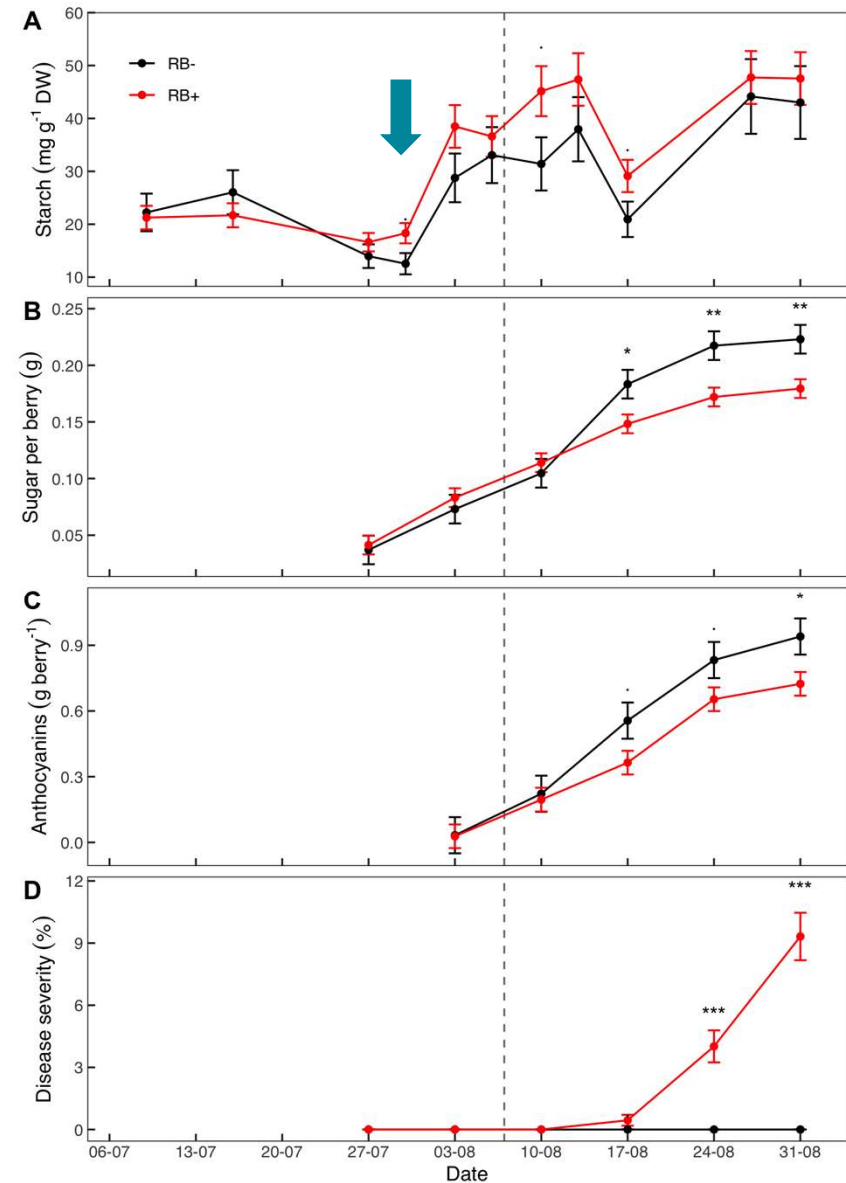 A
Starch (mg g⁻¹ DW)
60
50
40
30
20
10
RB-
RB+
.
.
.
B
Sugar per berry (g)
0.25
0.20
0.15
0.10
0.05
*
**
**
C
Anthocyanins (g berry⁻¹)
0.9
0.6
0.3
0.0
.
.
*
D
Disease severity (%)
12
9
6
3
0
***
***
06-07 13-07 20-07 27-07 03-08 10-08 17-08 24-08 31-08
Date